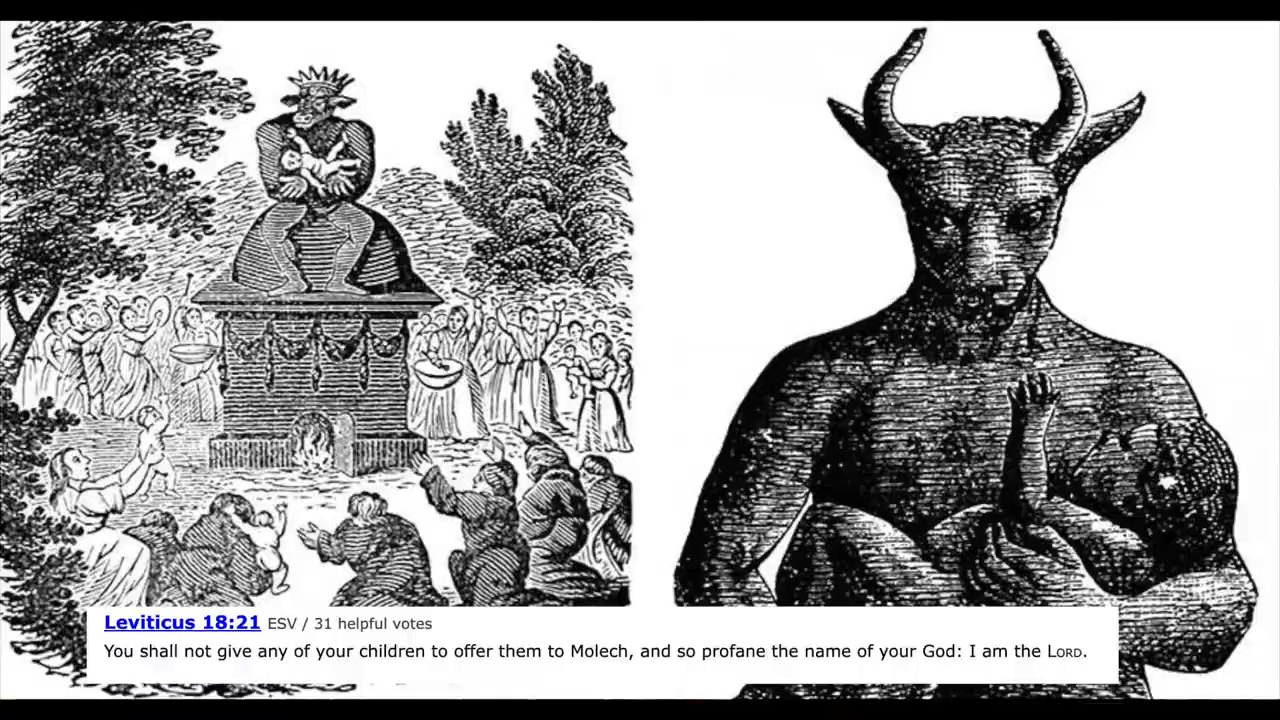 Leviticus 18:21 ESV / 31 helpful votes
You shall not give any of your children to offer them to Molech, and so profane the name of your God: I am the LORD.